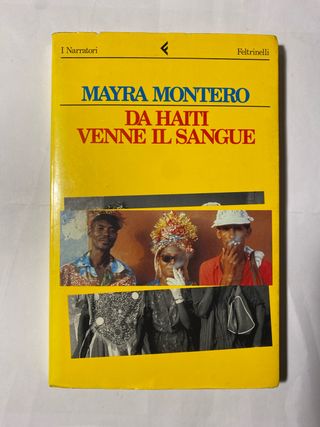 I Narratori
Feltrinelli
MAYRA MONTERO
DA HAITI
VENNE IL SANGUE